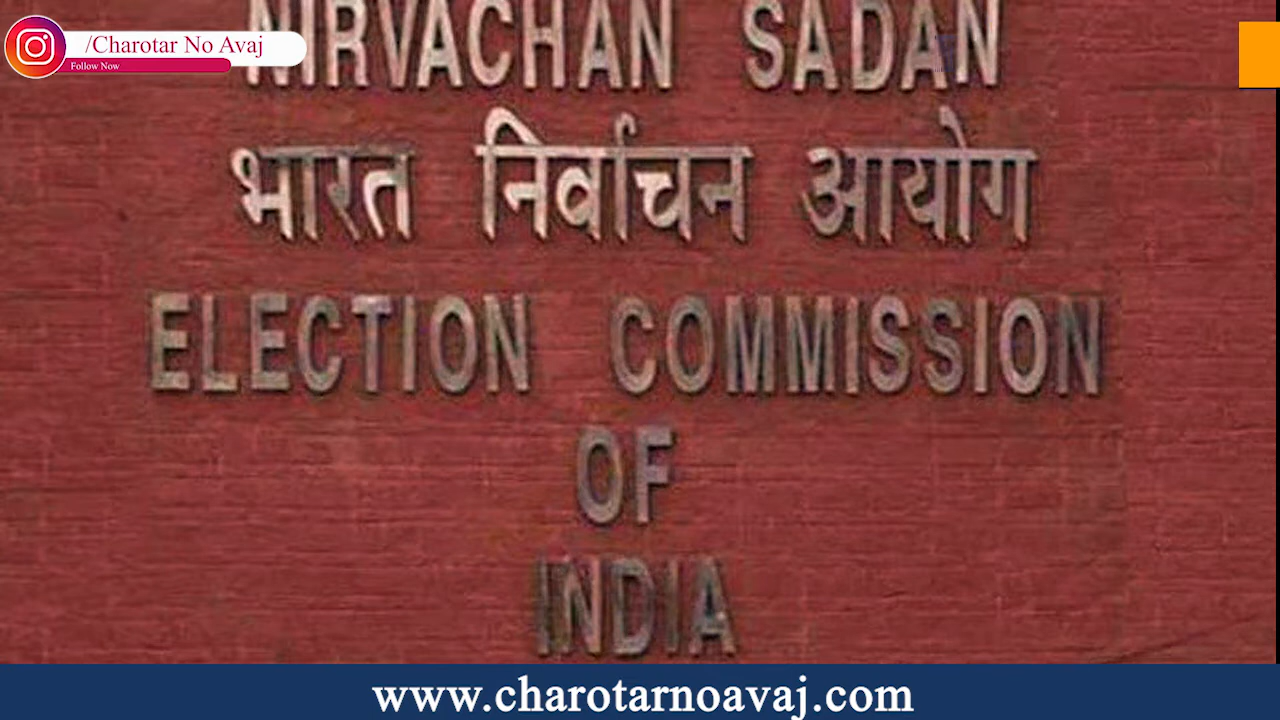 /Charotar No Avaj
Follow Now
NIRVACHAN SADAN
भारत निर्वाचन आयोग
ELECTION COMMISSION
OF
INDIA
www.charotarnoavaj.com